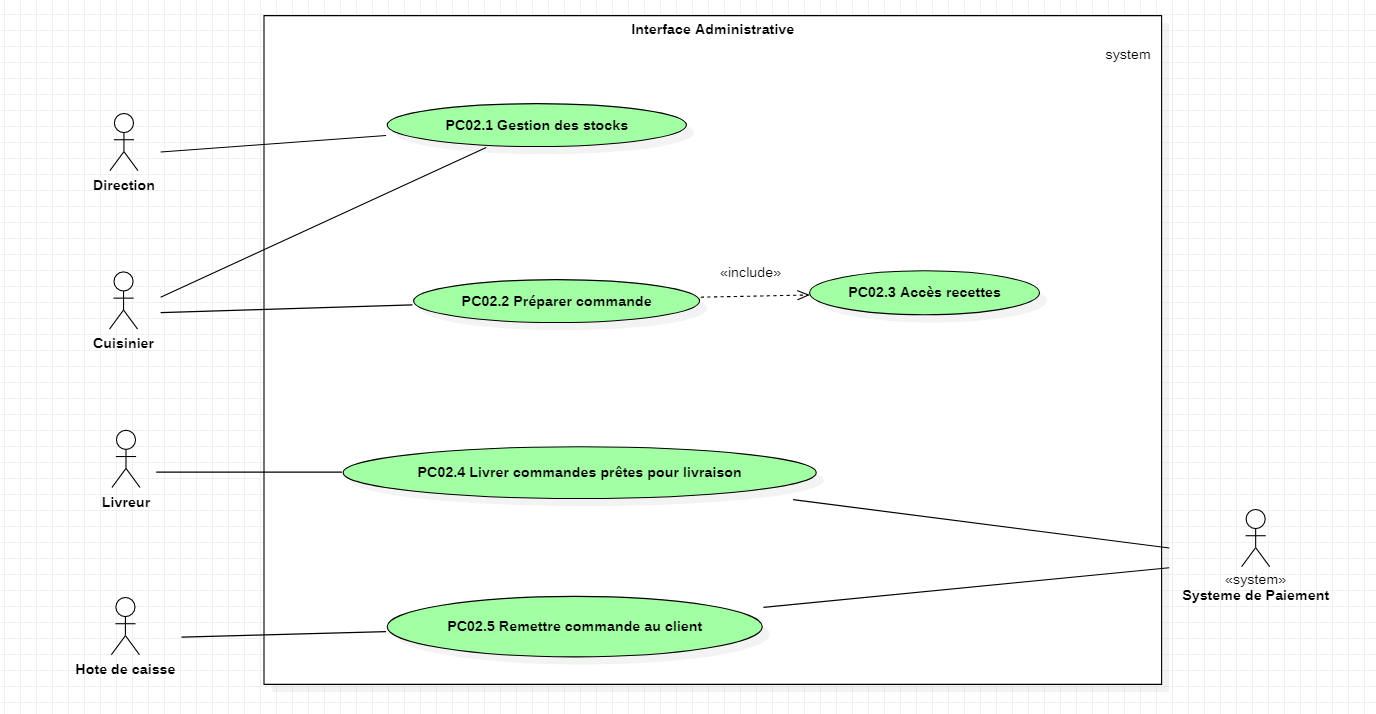 Interface Administrative
system
PC02.1 Gestion des stocks
Direction
«include»
PC02.2 Préparer commande
PC02.3 Accès recettes
Cuisinier
PC02.4 Livrer commandes prêtes pour livraison
Livreur
«system»
Systeme de Paiement
PC02.5 Remettre commande au client
Hote de caisse